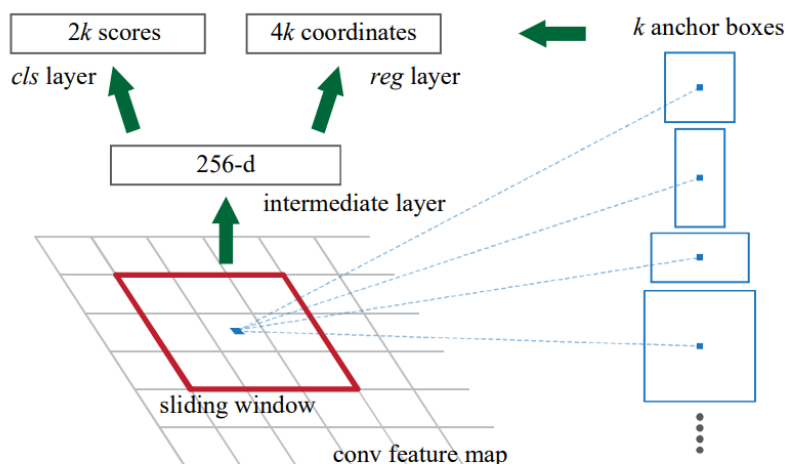 2k scores
4k coordinates
k anchor boxes
cls layer
reg layer
256-d
intermediate layer
sliding window
conv feature map